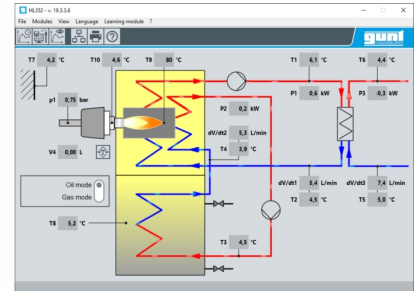 HL352 - v. 19.3.3.6
File Modules View Language Learning module ?
gunt
T7 4,2 °C
T10 4,6 °C
T9 80 °C
T1 6,1 °C
T6 4,4 °C
p1 0,75 bar
P2 0,2 kW
P1 0,6 kW
P3 -0,3 kW
dV/dt2 5,3 L/min
V4 0,00 L
T4 3,9 °C
Oil mode
Gas mode
dV/dt1 5,4 L/min
dV/dt3 7,4 L/min
T2 4,5 °C
T5 5,0 °C
T8 5,2 °C
T3 4,5 °C